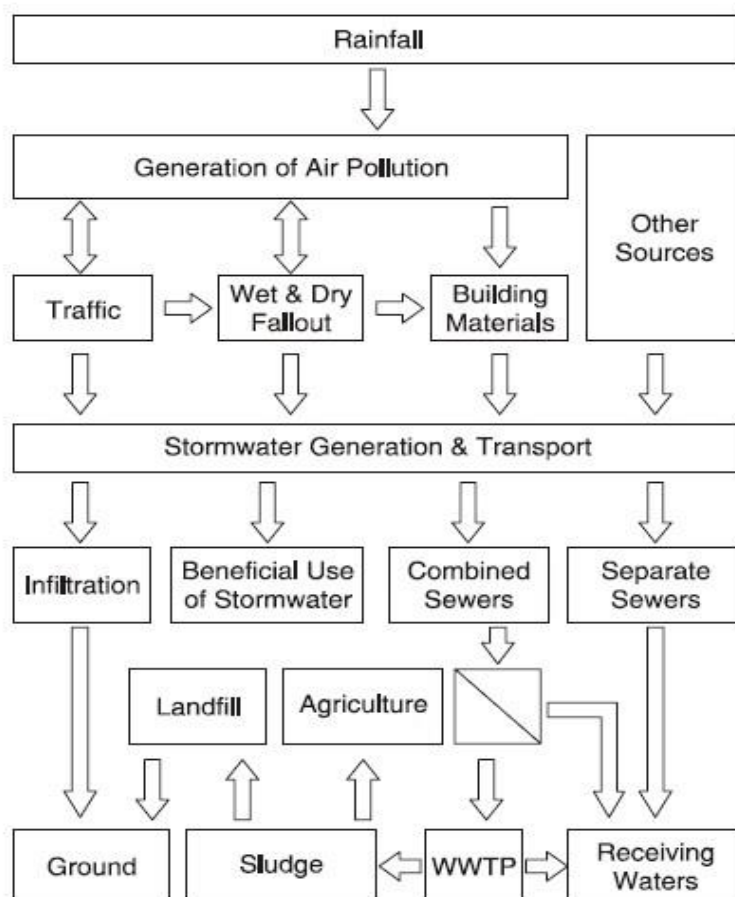 Rainfall
Generation of Air Pollution
Other
Sources
Traffic
Wet & Dry
Fallout
Building
Materials
Stormwater Generation & Transport
Infiltration
Beneficial Use
of Stormwater
Combined
Sewers
Separate
Sewers
Landfill
Agriculture
Ground
Sludge
WWTP
Receiving
Waters